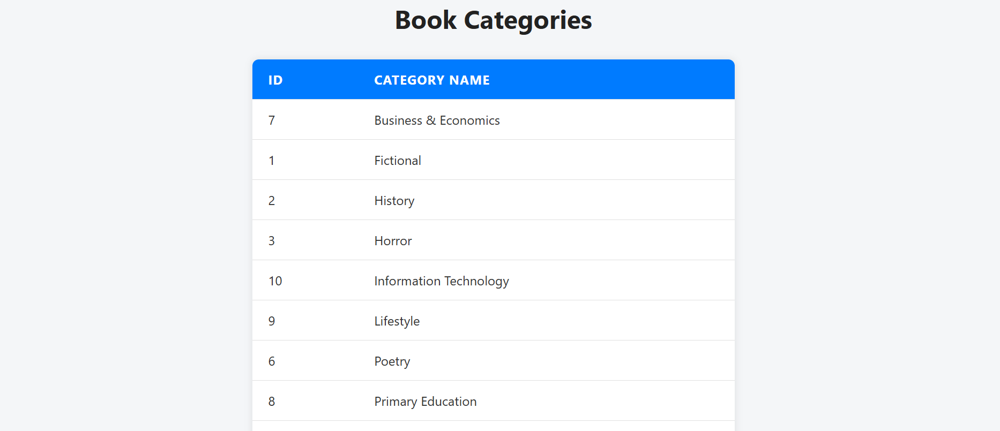 Book Categories
ID CATEGORY NAME
7 Business & Economics
1 Fictional
2 History
3 Horror
10 Information Technology
9 Lifestyle
6 Poetry
8 Primary Education